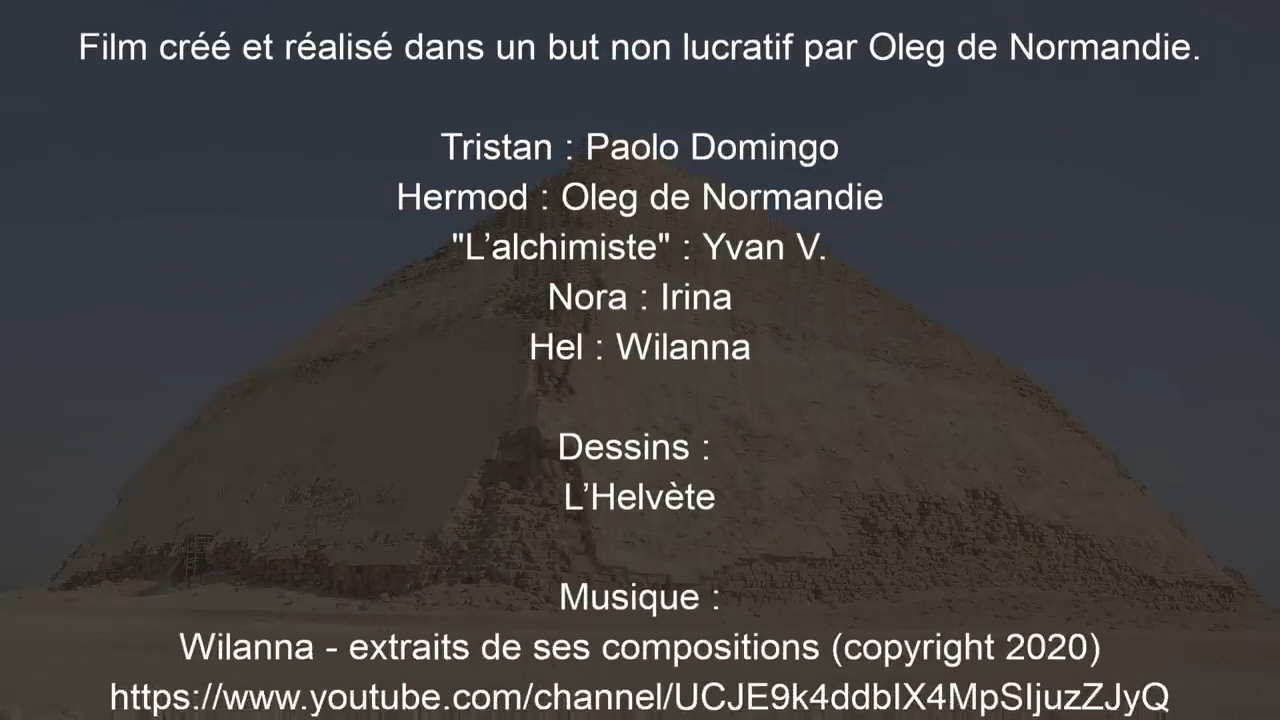 Film créé et réalisé dans un but non lucratif par Oleg de Normandie.
Tristan : Paolo Domingo
Hermod : Oleg de Normandie
"L’alchimiste" : Yvan V.
Nora : Irina
Hel : Wilanna
Dessins :
L’Helvète
Musique :
Wilanna - extraits de ses compositions (copyright 2020)
https://www.youtube.com/channel/UCJE9k4ddbIX4MpSIjuzZJyQ